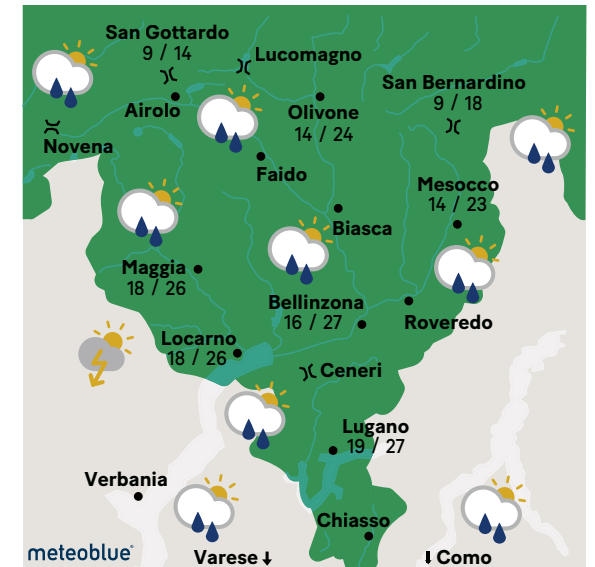 San Gottardo
9 / 14
Lucomagno
San Bernardino
9 / 18
Airolo
Olivone
14 / 24
Novena
Faido
Mesocco
14 / 23
Biasca
Maggia
18 / 26
Bellinzona
16 / 27
Roveredo
Locarno
18 / 26
Ceneri
Lugano
19 / 27
Verbania
Chiasso
meteoblue®
Varese ↓
↓ Como